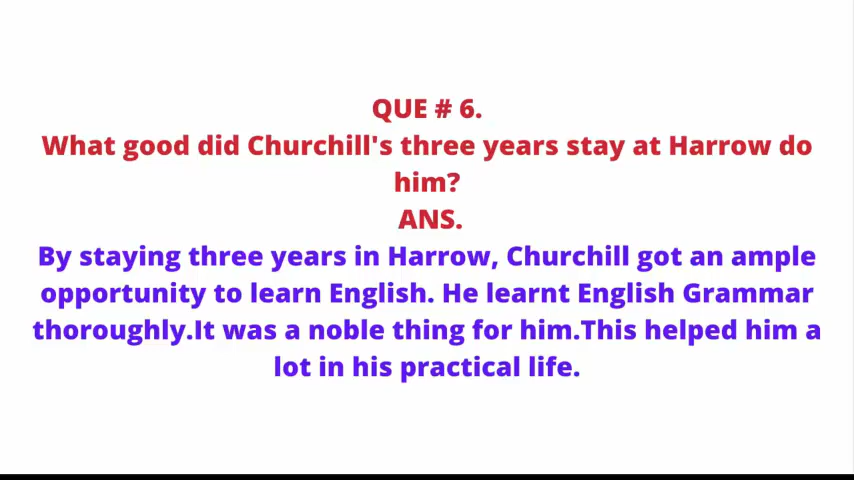 QUE # 6.
What good did Churchill's three years stay at Harrow do
him?
ANS.
By staying three years in Harrow, Churchill got an ample
opportunity to learn English. He learnt English Grammar
thoroughly.It was a noble thing for him.This helped him a
lot in his practical life.